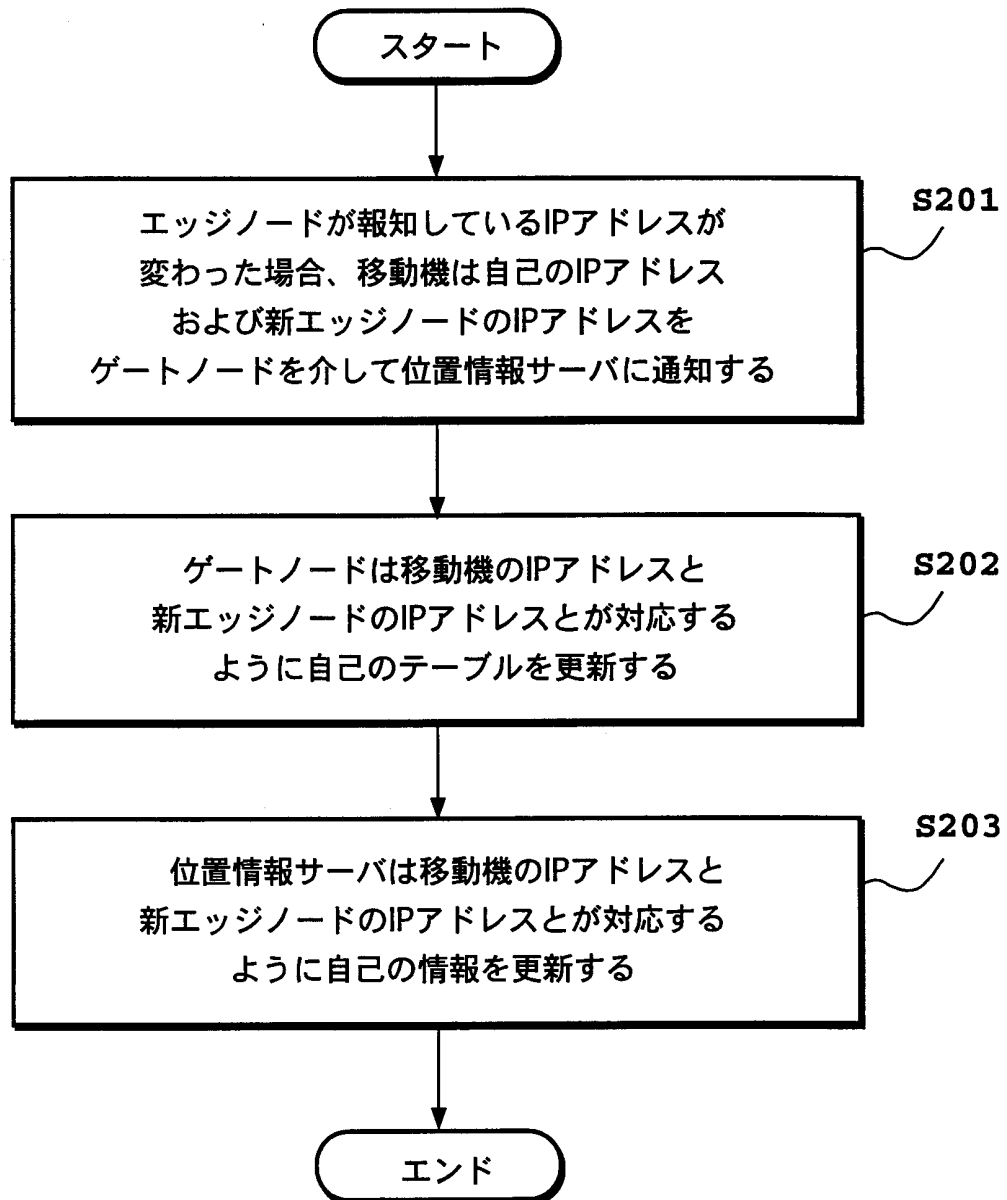 スタート
エッジノードが報知しているIPアドレスが
変わった場合、移動機は自己のIPアドレス
および新エッジノードのIPアドレスを
ゲートノードを介して位置情報サーバに通知する
S201
ゲートノードは移動機のIPアドレスと
新エッジノードのIPアドレスとが対応する
ように自己のテーブルを更新する
S202
位置情報サーバは移動機のIPアドレスと
新エッジノードのIPアドレスとが対応する
ように自己の情報を更新する
S203
エンド